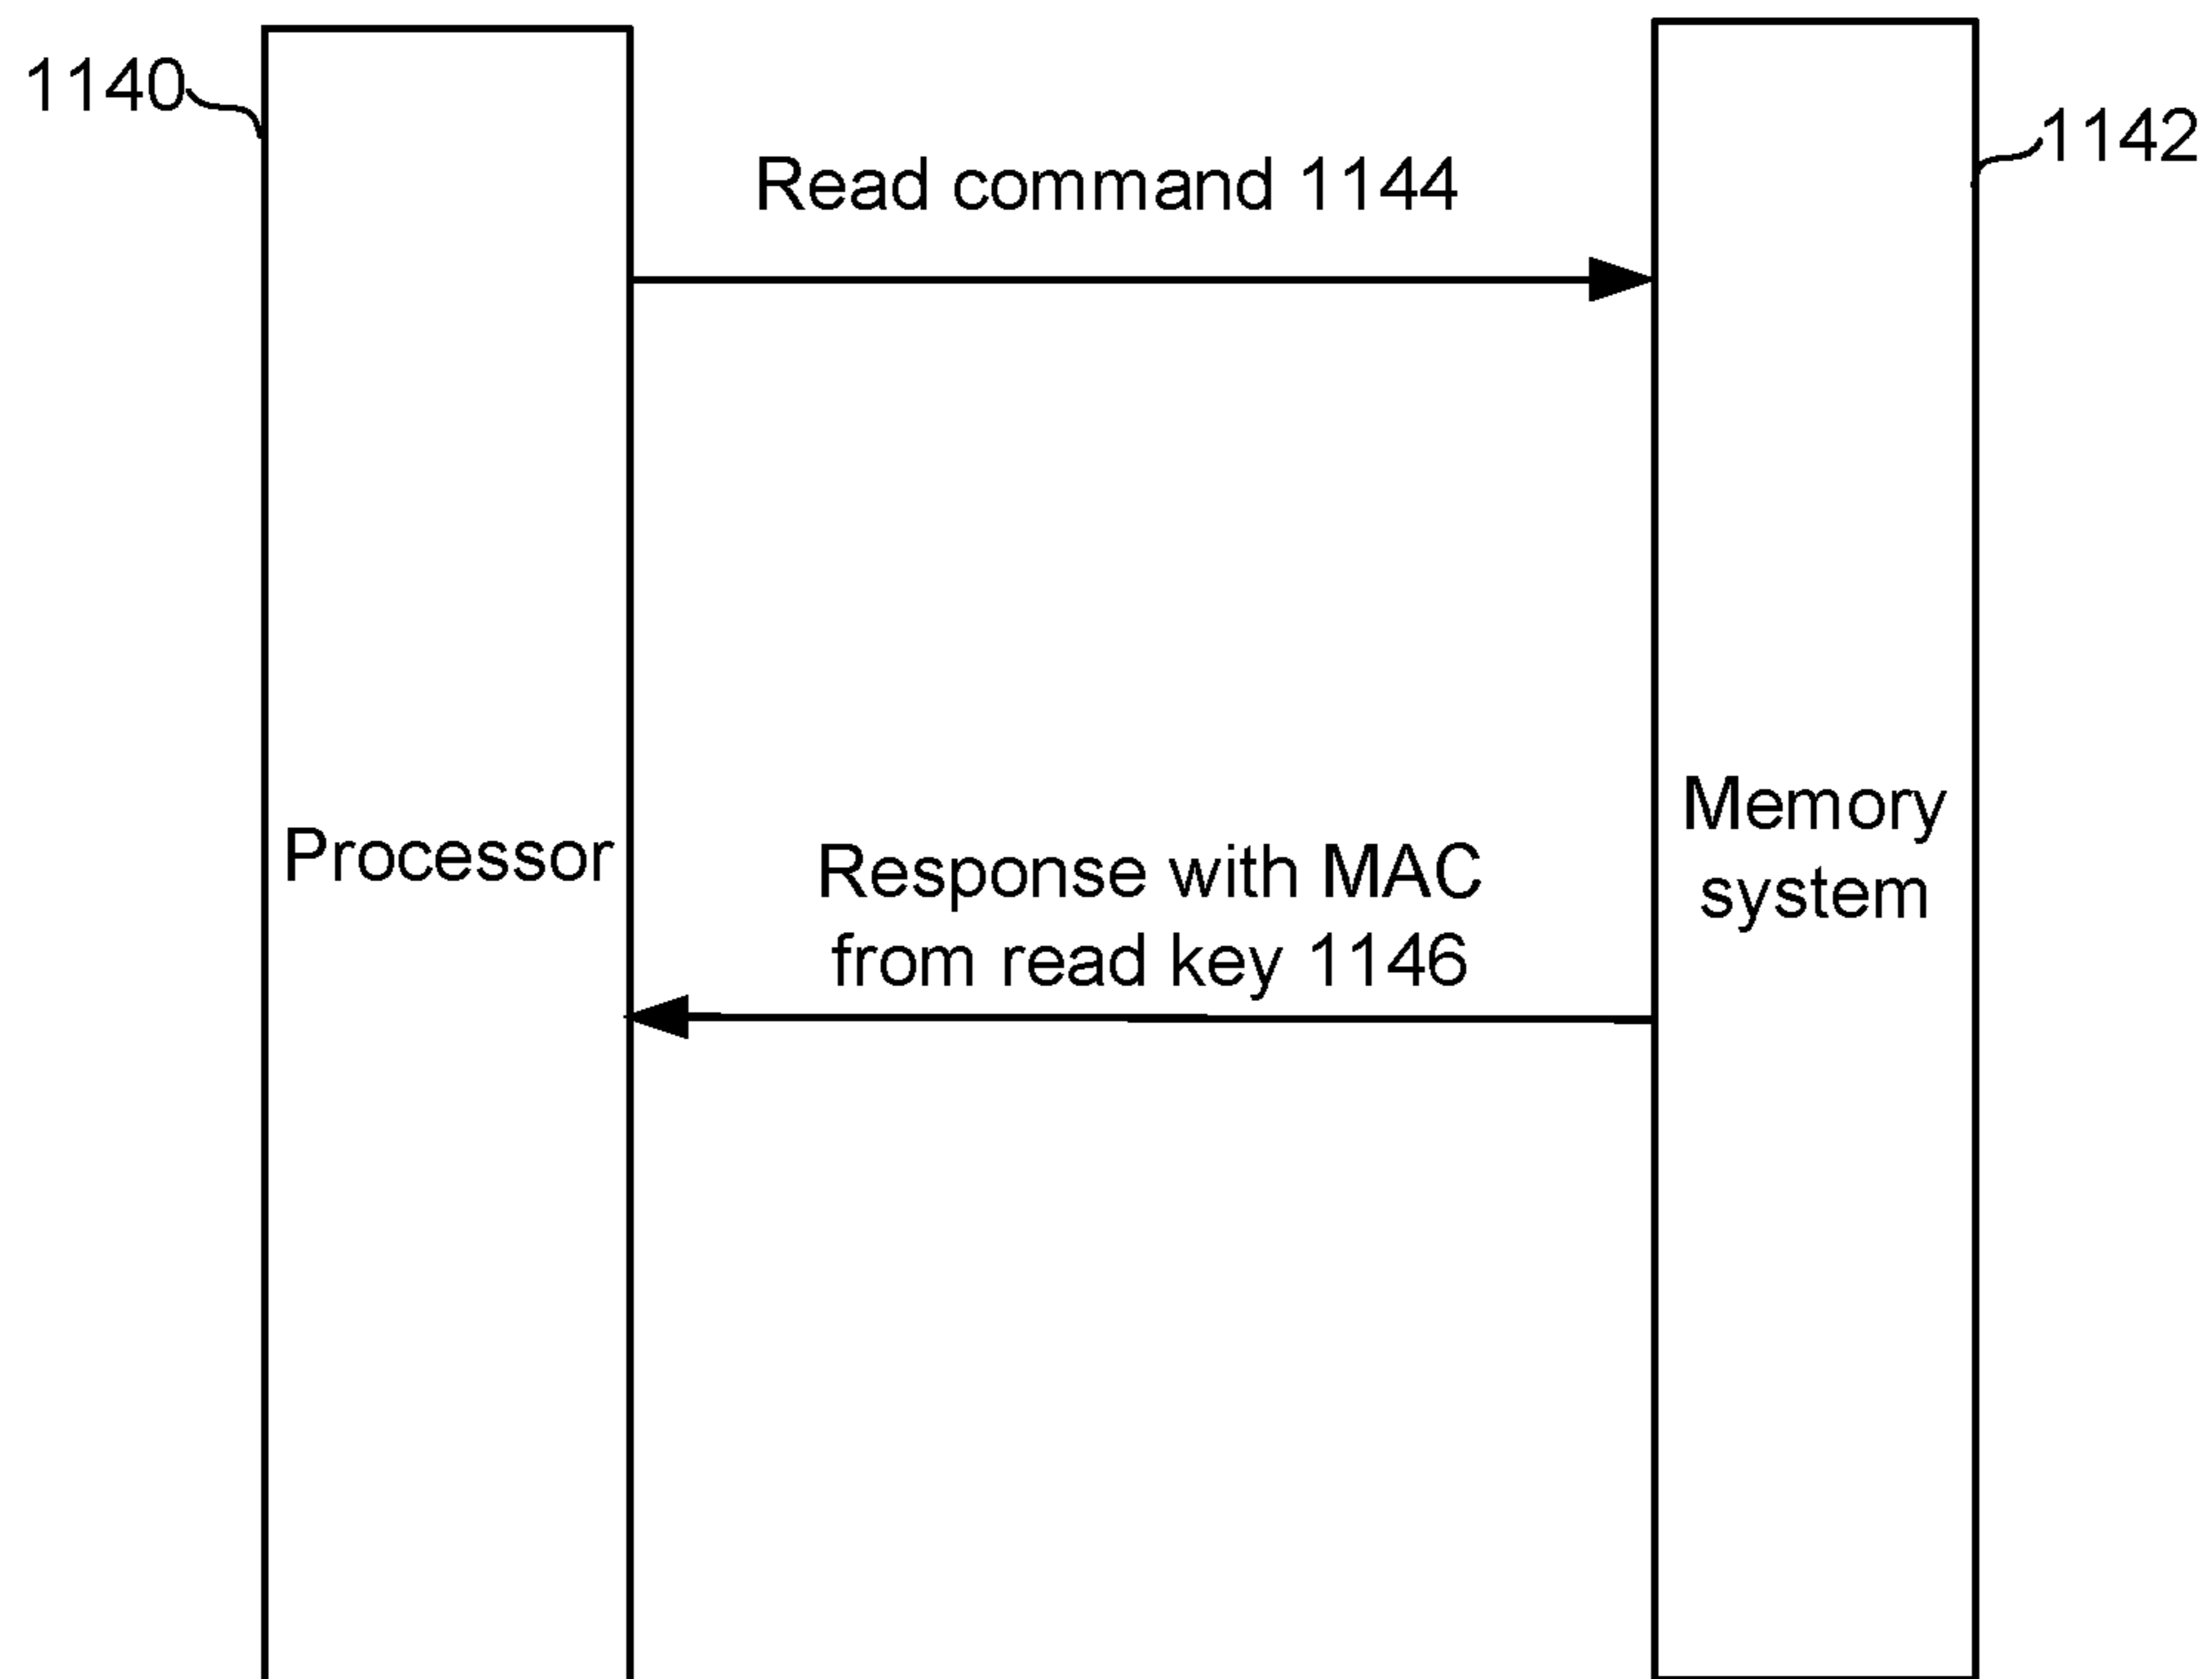 1140
1142
Read command 1144
Processor
Response with MAC
from read key 1146
Memory
system